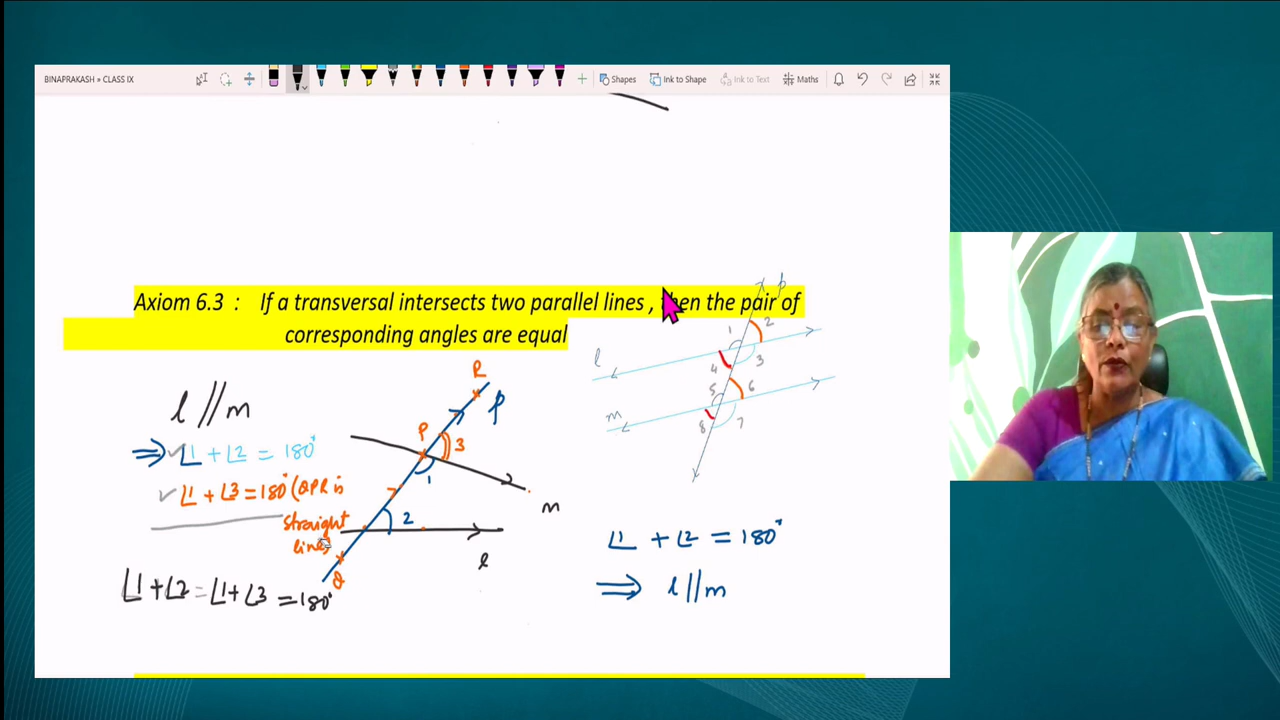 BINAPRAKASH » CLASS IX
Shapes
Ink to Shape
Ink to Text
Maths
Axiom 6.3 : If a transversal intersects two parallel lines , then the pair of
corresponding angles are equal
p
1 2
l
4 3
5 6
m
8 7
l // m
⇒ ∠1 + ∠2 = 180°
∠1 + ∠3 = 180° (QPR is
straight
line)
R
p
P
3
1
2
m
l
Q
∠1 + ∠2 = ∠1 + ∠3 = 180°
∠1 + ∠2 = 180°
⇒ l // m